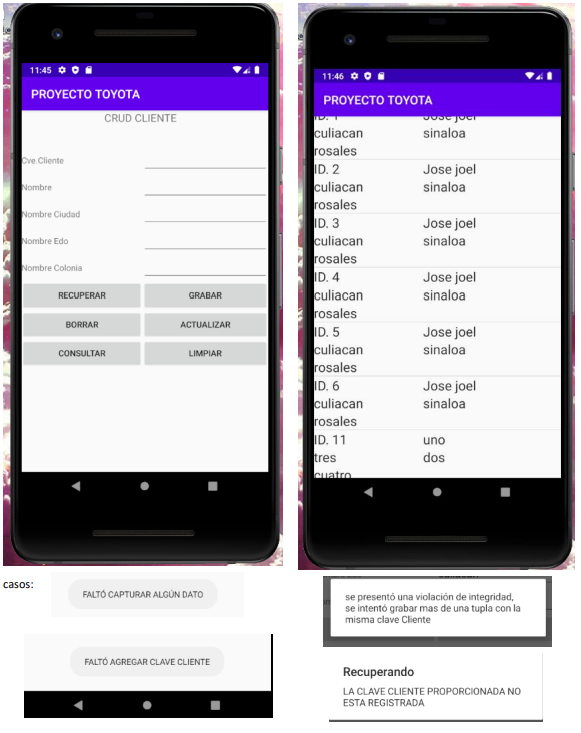 11:45
PROYECTO TOYOTA
CRUD CLIENTE
Cve.Cliente
Nombre
Nombre Ciudad
Nombre Edo
Nombre Colonia
RECUPERAR GRABAR
BORRAR ACTUALIZAR
CONSULTAR LIMPIAR
11:46
PROYECTO TOYOTA
ID. 1 Jose joel
culiacan sinaloa
rosales
ID. 2 Jose joel
culiacan sinaloa
rosales
ID. 3 Jose joel
culiacan sinaloa
rosales
ID. 4 Jose joel
culiacan sinaloa
rosales
ID. 5 Jose joel
culiacan sinaloa
rosales
ID. 6 Jose joel
culiacan sinaloa
rosales
ID. 11 uno
tres dos
cuatro
casos:
FALTÓ CAPTURAR ALGÚN DATO
FALTÓ AGREGAR CLAVE CLIENTE
se presentó una violación de integridad,
se intentó grabar mas de una tupla con la
misma clave Cliente
Recuperando
LA CLAVE CLIENTE PROPORCIONADA NO
ESTA REGISTRADA